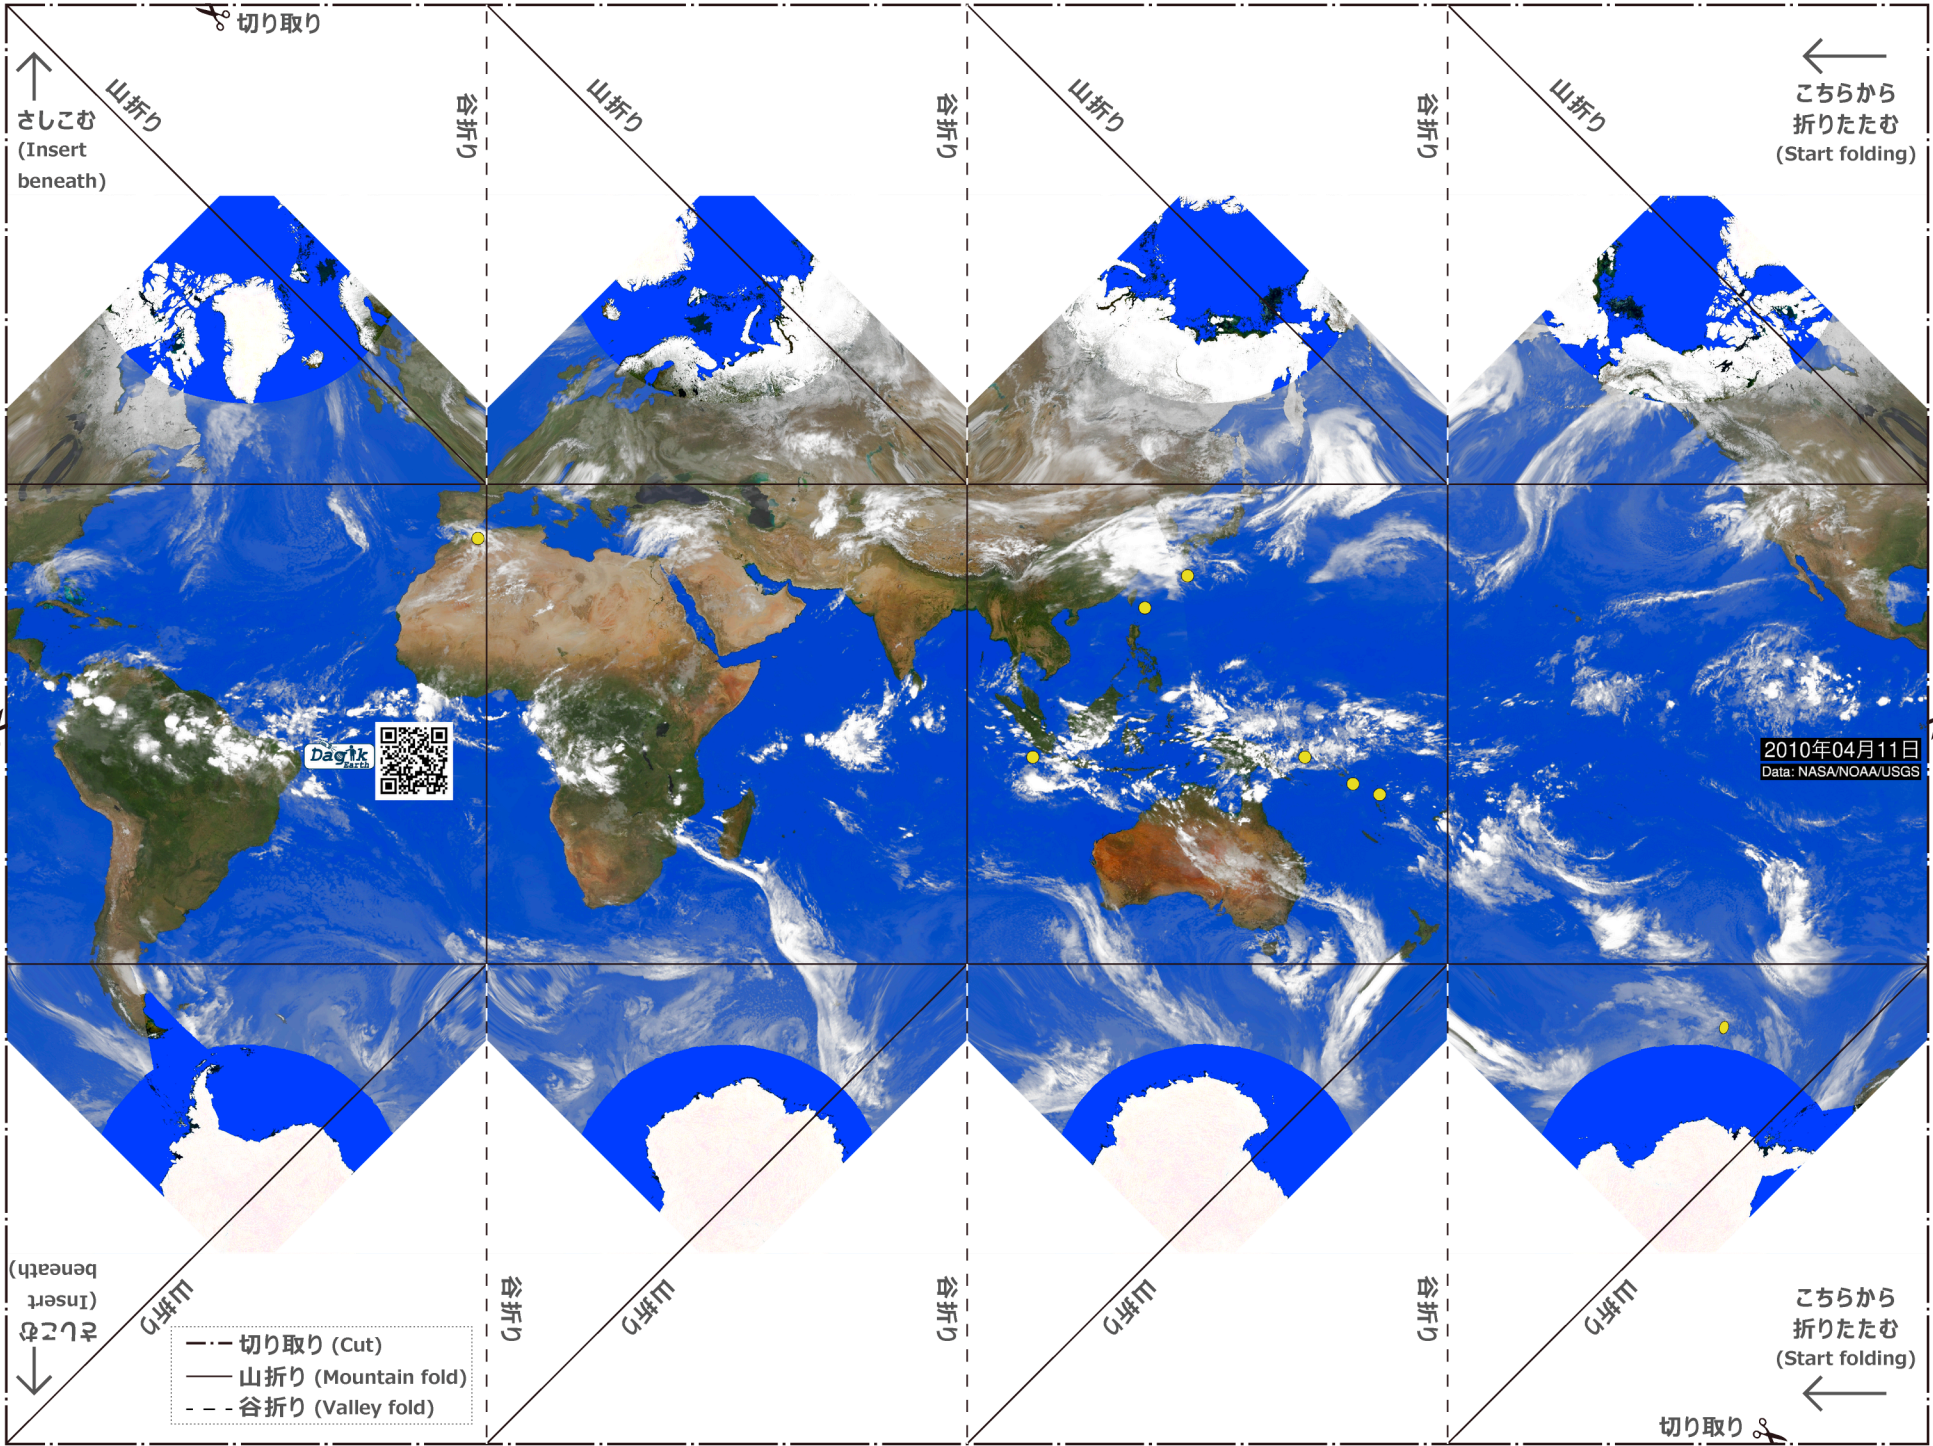 切り取り
山折り
谷折り
山折り
谷折り
山折り
谷折り
山折り
さしこむ
(Insert
beneath)
こちらから
折りたたむ
(Start folding)
Dagik
Earth
2010年04月11日
Data: NASA/NOAA/USGS
さしこむ
(Insert
beneath)
山折り
谷折り
山折り
谷折り
山折り
谷折り
山折り
こちらから
折りたたむ
(Start folding)
切り取り (Cut)
山折り (Mountain fold)
谷折り (Valley fold)
切り取り